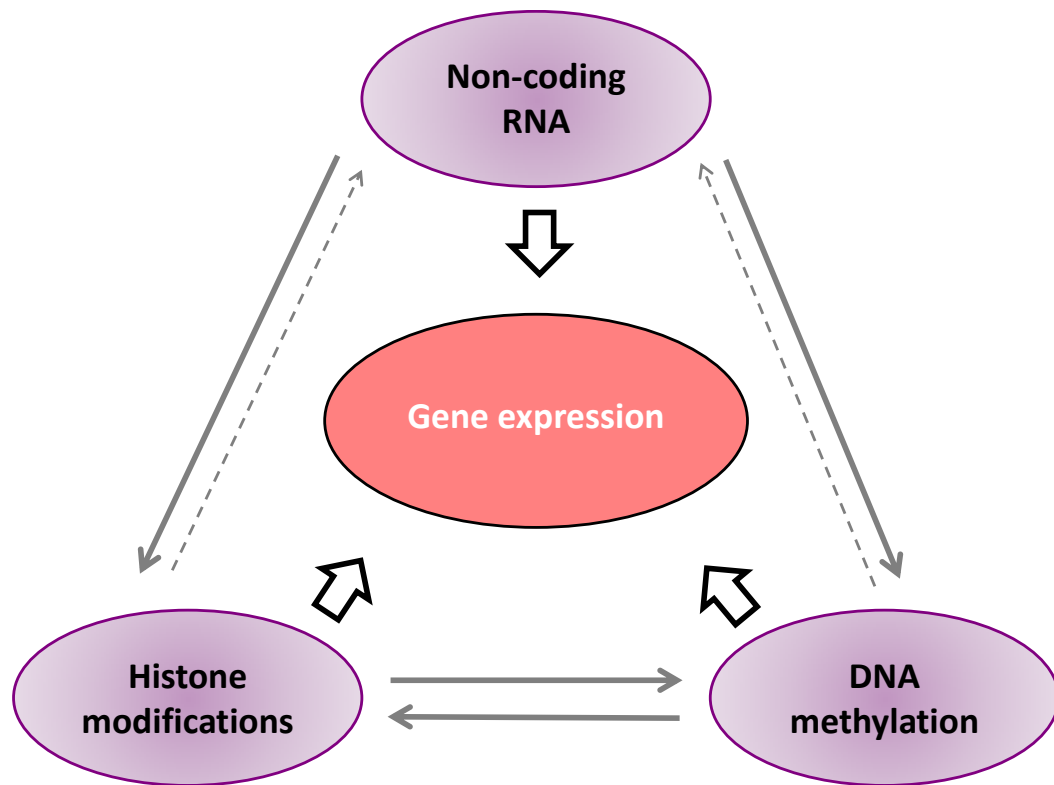 Non-coding
RNA
Gene expression
Histone
modifications
DNA
methylation